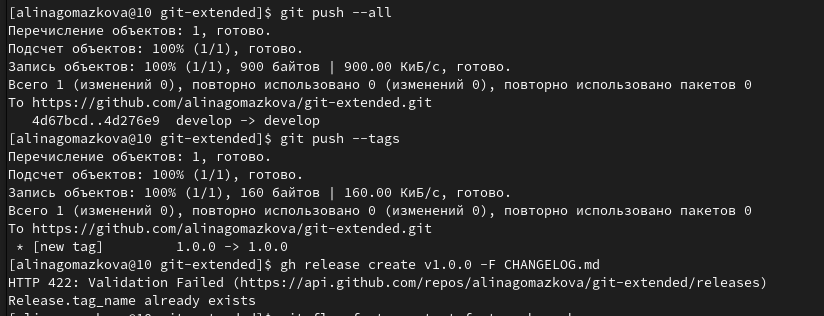 [alinagomazkova@10 git-extended]$ git push --all
Перечисление объектов: 1, готово.
Подсчет объектов: 100% (1/1), готово.
Запись объектов: 100% (1/1), 900 байтов | 900.00 КиБ/с, готово.
Всего 1 (изменений 0), повторно использовано 0 (изменений 0), повторно использовано пакетов 0
To https://github.com/alinagomazkova/git-extended.git
   4d67bcd..4d276e9  develop -> develop
[alinagomazkova@10 git-extended]$ git push --tags
Перечисление объектов: 1, готово.
Подсчет объектов: 100% (1/1), готово.
Запись объектов: 100% (1/1), 160 байтов | 160.00 КиБ/с, готово.
Всего 1 (изменений 0), повторно использовано 0 (изменений 0), повторно использовано пакетов 0
To https://github.com/alinagomazkova/git-extended.git
 * [new tag]         1.0.0 -> 1.0.0
[alinagomazkova@10 git-extended]$ gh release create v1.0.0 -F CHANGELOG.md
HTTP 422: Validation Failed (https://api.github.com/repos/alinagomazkova/git-extended/releases)
Release.tag_name already exists